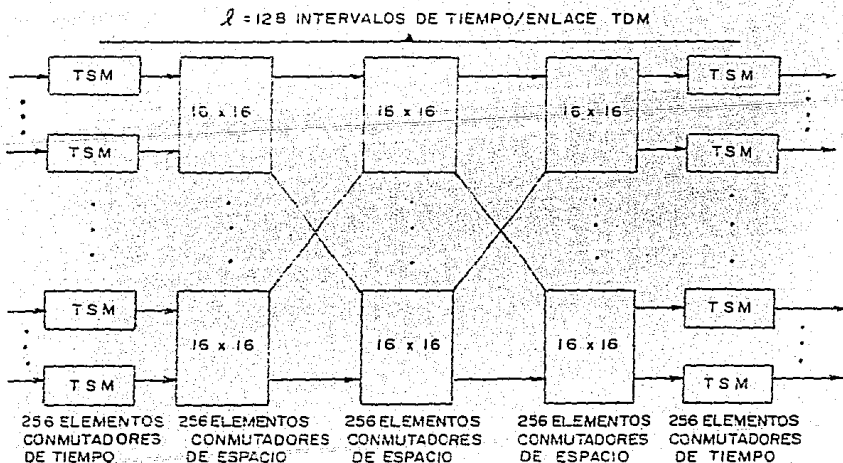 ℓ = 128 INTERVALOS DE TIEMPO/ENLACE TDM
TSM
16 x 16
16 x 16
16 x 16
TSM
TSM
TSM
TSM
16 x 16
16 x 16
16 x 16
TSM
TSM
TSM
256 ELEMENTOS
CONMUTADORES
DE TIEMPO
256 ELEMENTOS
CONMUTADORES
DE ESPACIO
256 ELEMENTOS
CONMUTADORES
DE ESPACIO
256 ELEMENTOS
CONMUTADORES
DE ESPACIO
256 ELEMENTOS
CONMUTADORES
DE TIEMPO